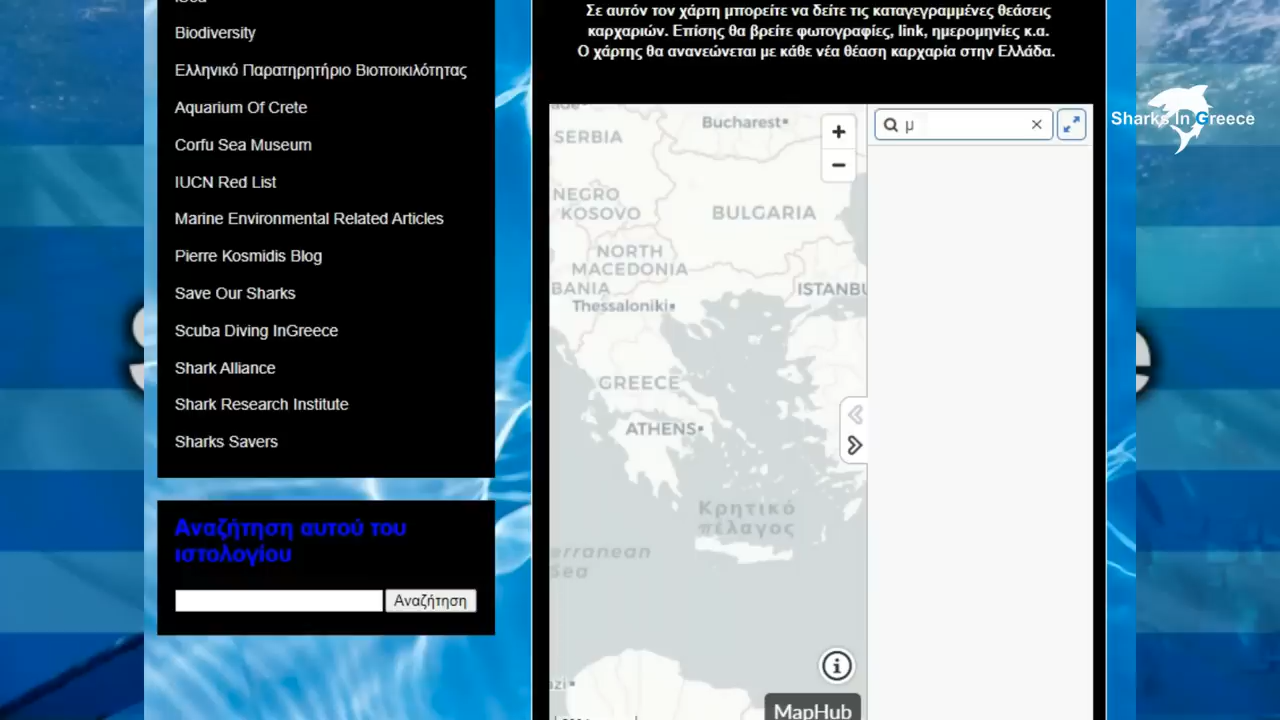 Biodiversity
Ελληνικό Παρατηρητήριο Βιοποικιλότητας
Aquarium Of Crete
Corfu Sea Museum
IUCN Red List
Marine Environmental Related Articles
Pierre Kosmidis Blog
Save Our Sharks
Scuba Diving InGreece
Shark Alliance
Shark Research Institute
Sharks Savers
Αναζήτηση αυτού του
ιστολογίου
Αναζήτηση
Σε αυτόν τον χάρτη μπορείτε να δείτε τις καταγεγραμμένες θεάσεις
καρχαριών. Επίσης θα βρείτε φωτογραφίες, link, ημερομηνίες κ.α.
Ο χάρτης θα ανανεώνεται με κάθε νέα θέαση καρχαρία στην Ελλάδα.
μ
Bucharest
SERBIA
NEGRO
KOSOVO
BULGARIA
NORTH
MACEDONIA
BANIA
ISTANBU
Thessaloniki
GREECE
ATHENS
Κρητικό
πέλαγος
erranean
Sea
MapHub
Sharks In Greece